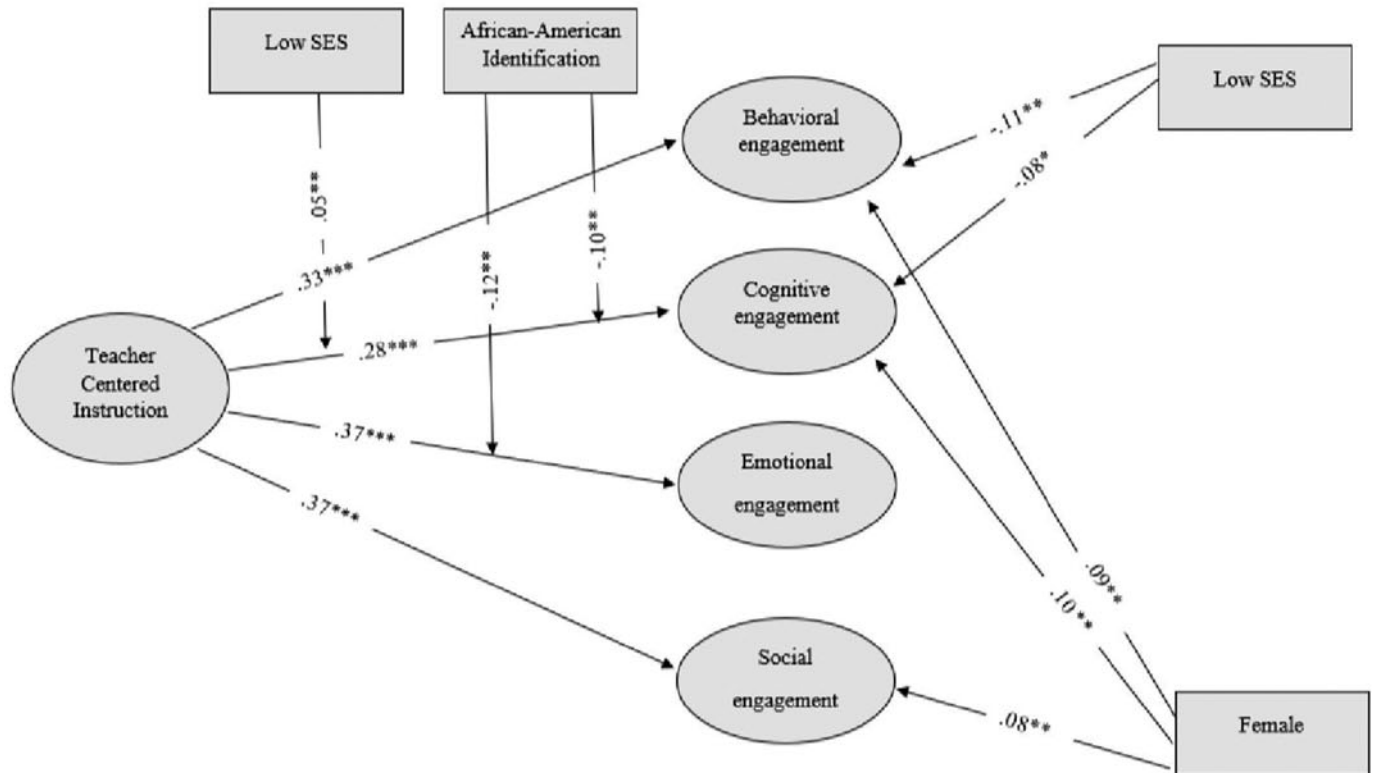 Low SES
African-American
Identification
Low SES
Behavioral
engagement
-.11**
-.08*
.05**
-.10**
-.12**
.33***
Cognitive
engagement
.28***
Teacher
Centered
Instruction
.37***
Emotional
engagement
.37***
.09**
.10**
Social
engagement
.08**
Female